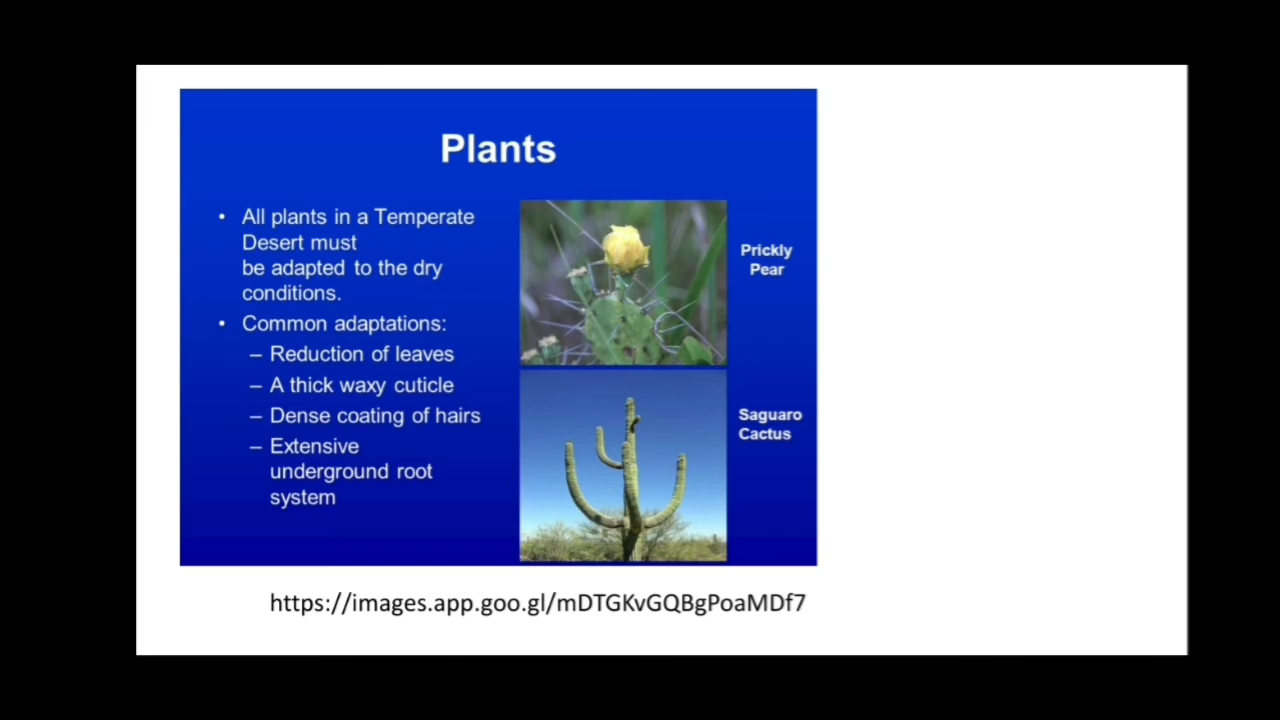 Plants
• All plants in a Temperate
Desert must
be adapted to the dry
conditions.
• Common adaptations:
– Reduction of leaves
– A thick waxy cuticle
– Dense coating of hairs
– Extensive
underground root
system
Prickly
Pear
Saguaro
Cactus
https://images.app.goo.gl/mDTGKvGQBgPoaMDf7